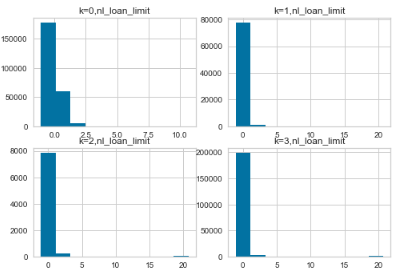 k=0,nl_loan_limit
k=1,nl_loan_limit
150000
100000
50000
0
0.0 2.5 5.0 7.5 10.0
80000
60000
40000
20000
0
0 5 10 15 20
k=2,nl_loan_limit
k=3,nl_loan_limit
8000
6000
4000
2000
0
0 5 10 15 20
200000
150000
100000
50000
0
0 5 10 15 20